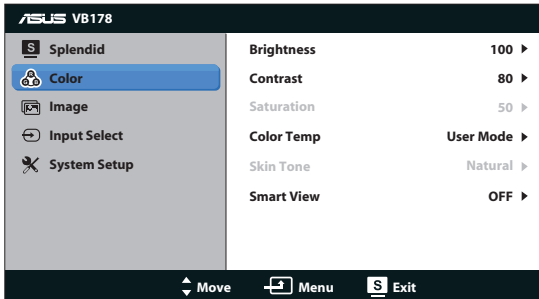 ASUS VB178
S Splendid
Color
Image
Input Select
System Setup
Brightness 100
Contrast 80
Saturation 50
Color Temp User Mode
Skin Tone Natural
Smart View OFF
Move Menu S Exit